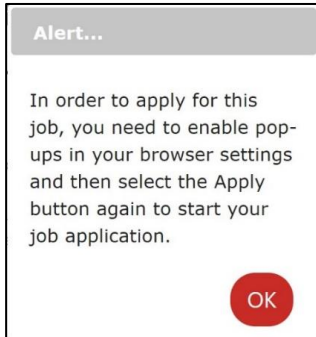 Alert...
In order to apply for this
job, you need to enable pop-
ups in your browser settings
and then select the Apply
button again to start your
job application.
OK